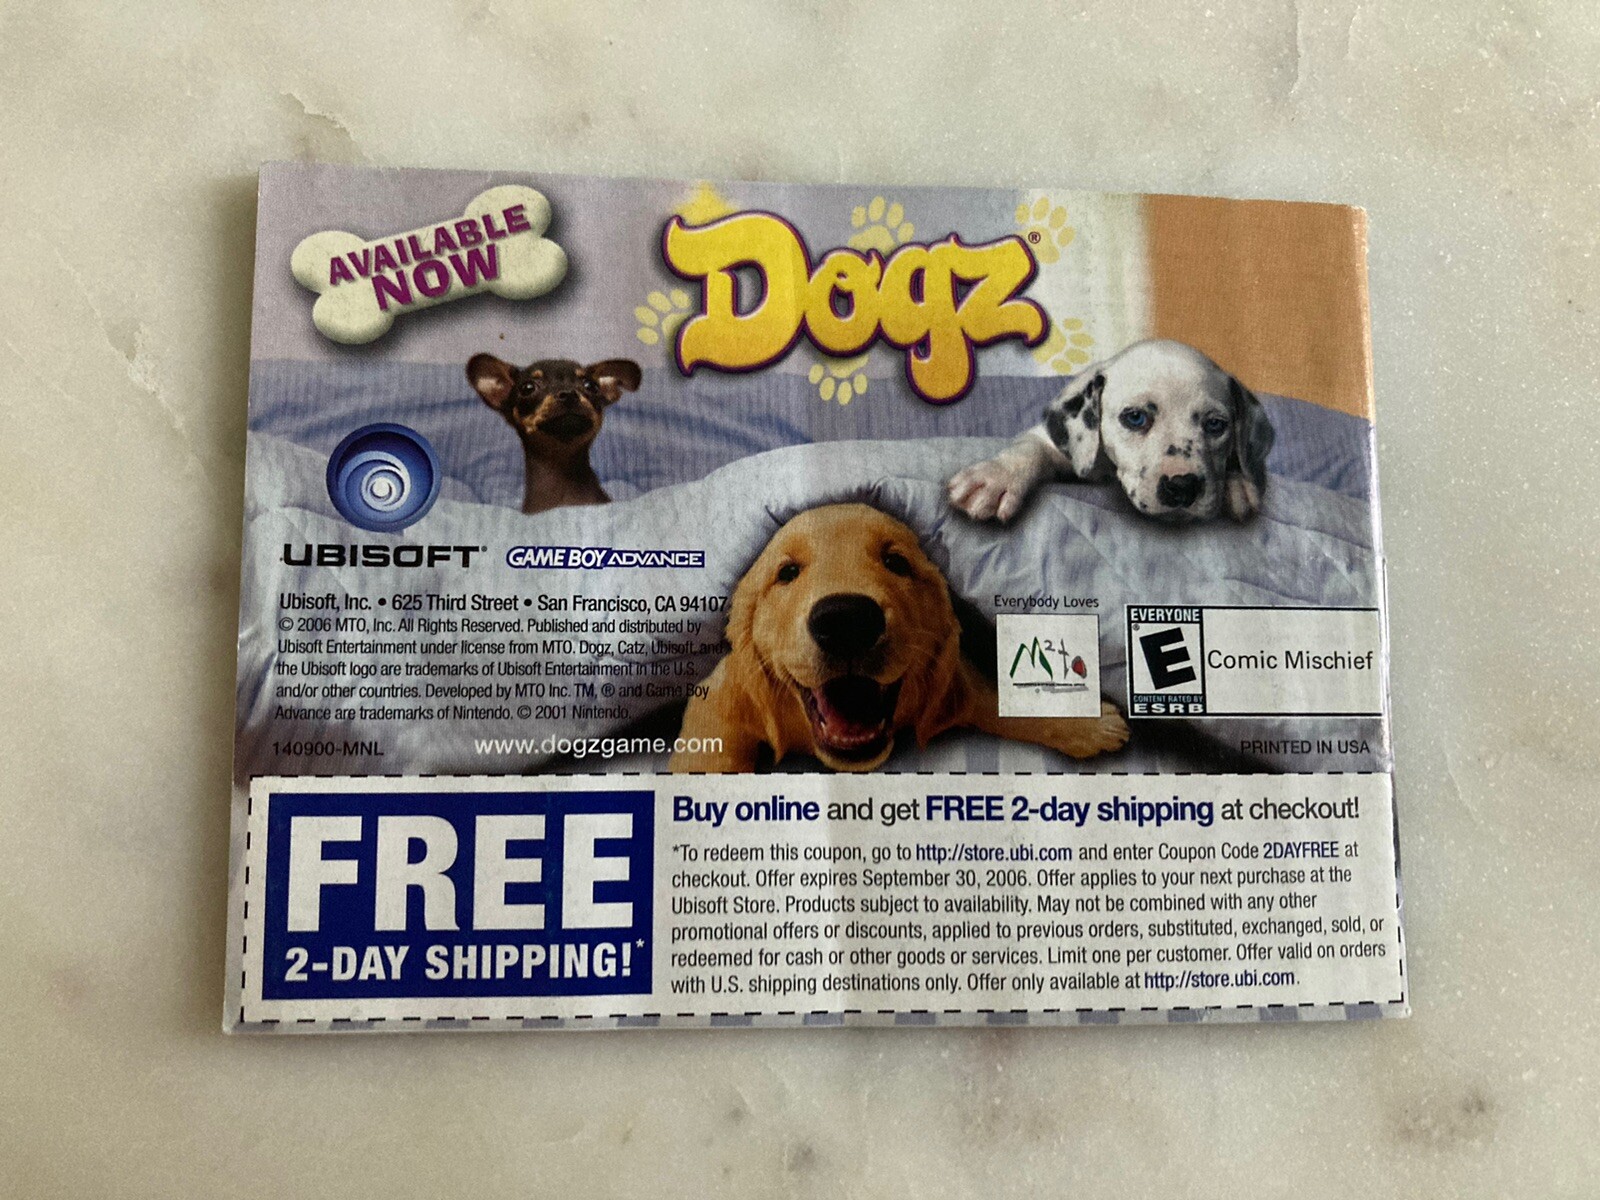 AVAILABLE
NOW
Dogz®
UBISOFT®
GAME BOY ADVANCE
Ubisoft, Inc. • 625 Third Street • San Francisco, CA 94107
© 2006 MTO, Inc. All Rights Reserved. Published and distributed by
Ubisoft Entertainment under license from MTO. Dogz, Catz, Ubisoft, and
the Ubisoft logo are trademarks of Ubisoft Entertainment in the U.S.
and/or other countries. Developed by MTO Inc. TM, ® and Game Boy
Advance are trademarks of Nintendo. © 2001 Nintendo.
140900-MNL
www.dogzgame.com
Everybody Loves
EVERYONE
E
®
CONTENT RATED BY
ESRB
Comic Mischief
PRINTED IN USA
FREE
2-DAY SHIPPING!*
Buy online and get FREE 2-day shipping at checkout!
*To redeem this coupon, go to http://store.ubi.com and enter Coupon Code 2DAYFREE at
checkout. Offer expires September 30, 2006. Offer applies to your next purchase at the
Ubisoft Store. Products subject to availability. May not be combined with any other
promotional offers or discounts, applied to previous orders, substituted, exchanged, sold, or
redeemed for cash or other goods or services. Limit one per customer. Offer valid on orders
with U.S. shipping destinations only. Offer only available at http://store.ubi.com.